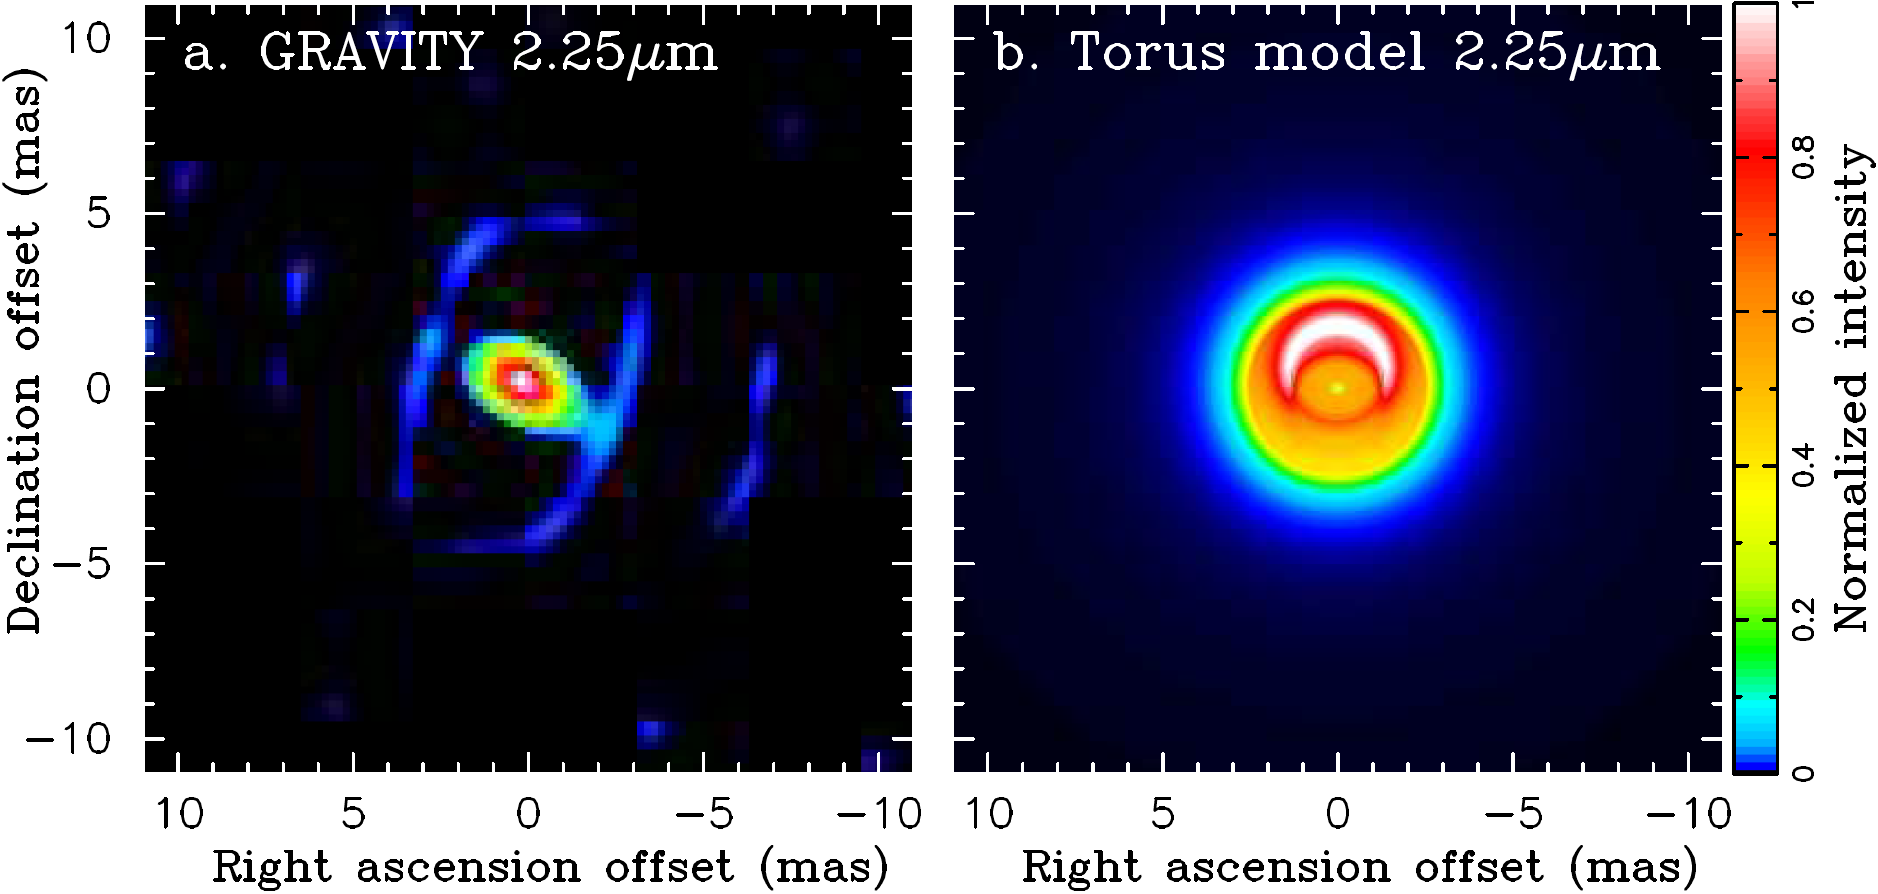 a. GRAVITY 2.25μm
b. Torus model 2.25μm
10
5
0
−5
−10
Declination offset (mas)
10 5 0 −5 −10
10 5 0 −5 −10
Right ascension offset (mas)
Right ascension offset (mas)
1
0.8
0.6
0.4
0.2
0
Normalized intensity